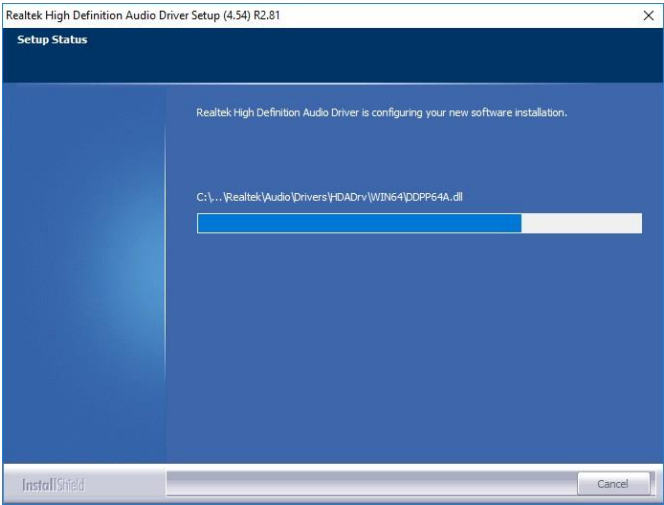 Realtek High Definition Audio Driver Setup (4.54) R2.81
Setup Status
Realtek High Definition Audio Driver is configuring your new software installation.
C:\...\Realtek\Audio\Drivers\HDADrv\WIN64\DDPP64A.dll
InstallShield
Cancel